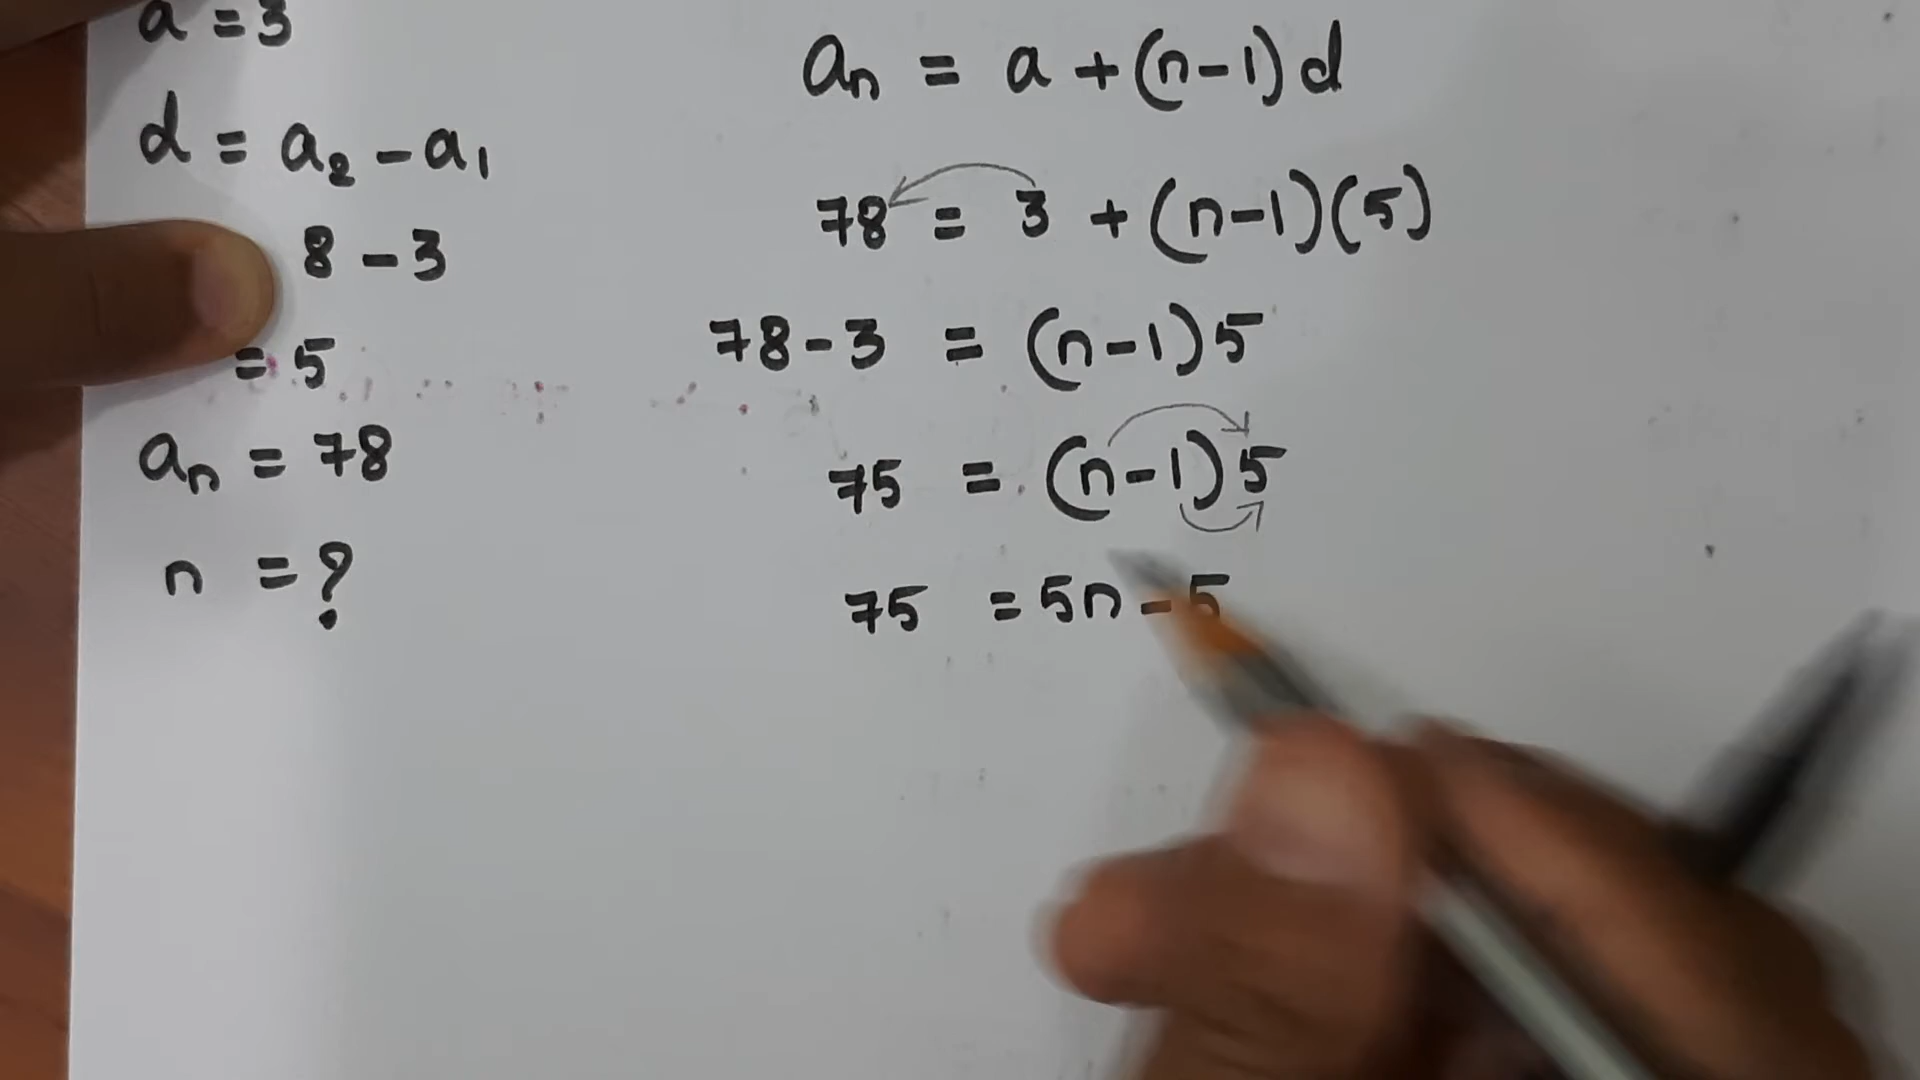 a = 3
d = a₂ - a₁
8 - 3
= 5
aₙ = 78
n = ?
aₙ = a + (n-1) d
78 = 3 + (n-1)(5)
78 - 3 = (n-1)5
75 = (n-1)5
75 = 5n - 5